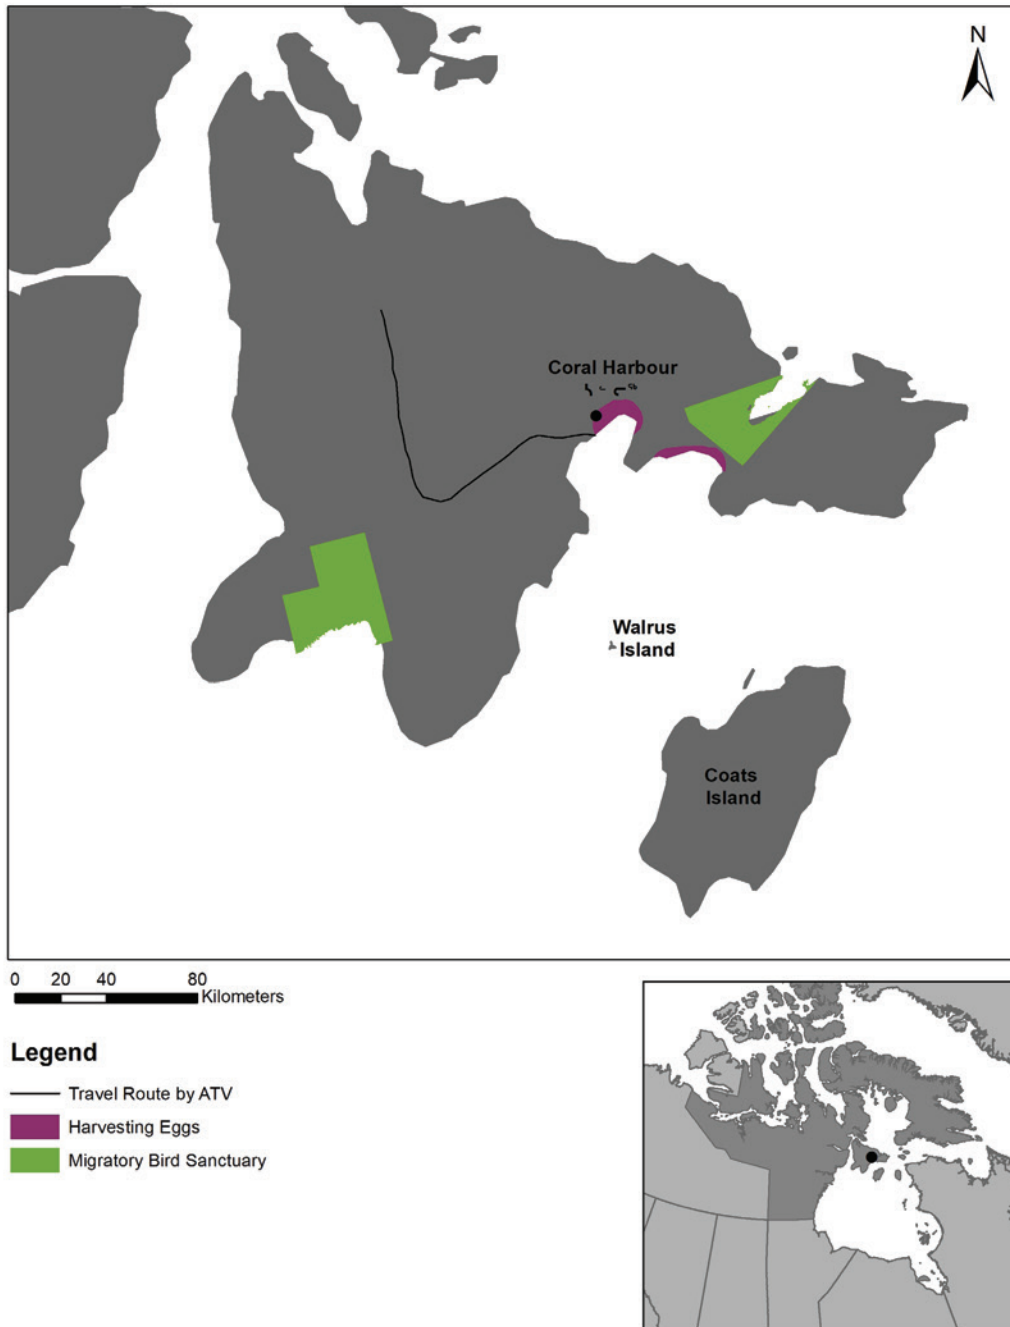 N
Coral Harbour
Walrus
Island
Coats
Island
0 20 40 80
Kilometers
Legend
Travel Route by ATV
Harvesting Eggs
Migratory Bird Sanctuary